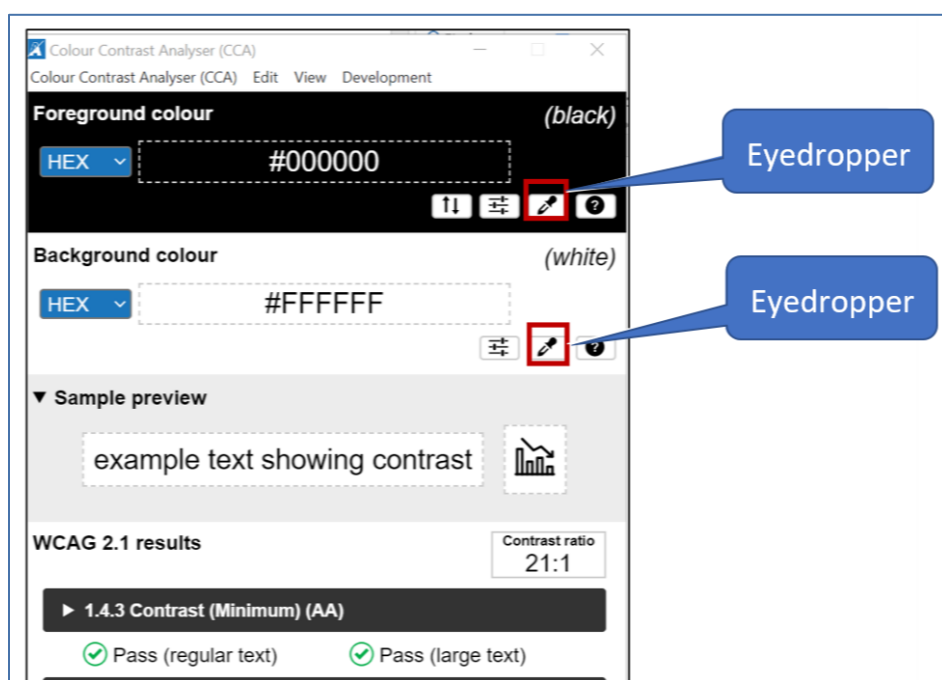 Colour Contrast Analyser (CCA)
Colour Contrast Analyser (CCA) Edit View Development
Foreground colour (black)
HEX #000000
Eyedropper
Background colour (white)
HEX #FFFFFF
Eyedropper
▼ Sample preview
example text showing contrast
WCAG 2.1 results
Contrast ratio
21:1
▶ 1.4.3 Contrast (Minimum) (AA)
Pass (regular text) Pass (large text)